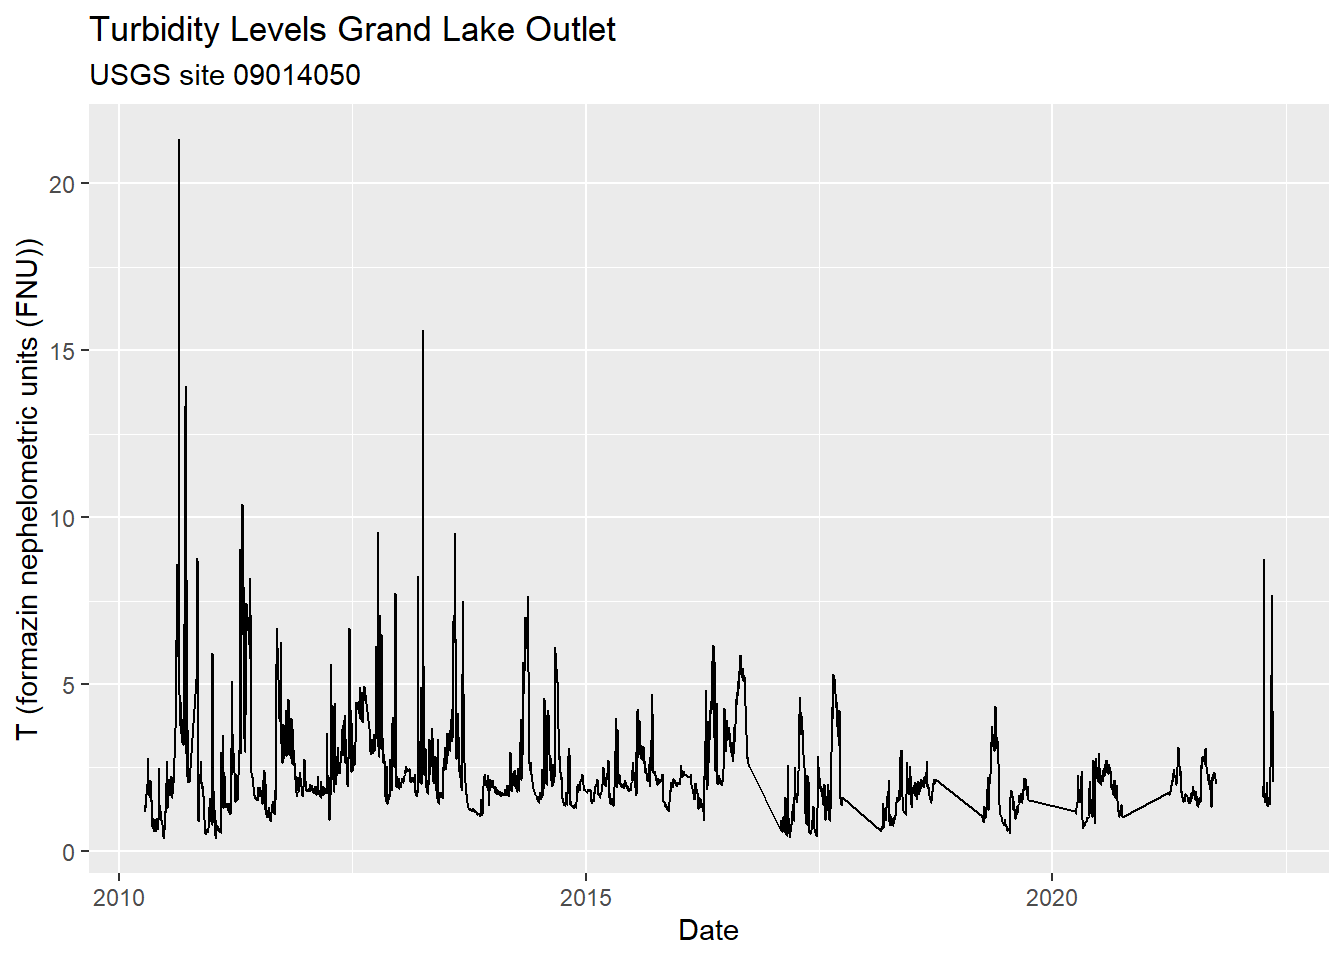 Turbidity Levels Grand Lake Outlet
USGS site 09014050
T (formazin nephelometric units (FNU))
20
15
10
5
0
2010 2015 2020
Date